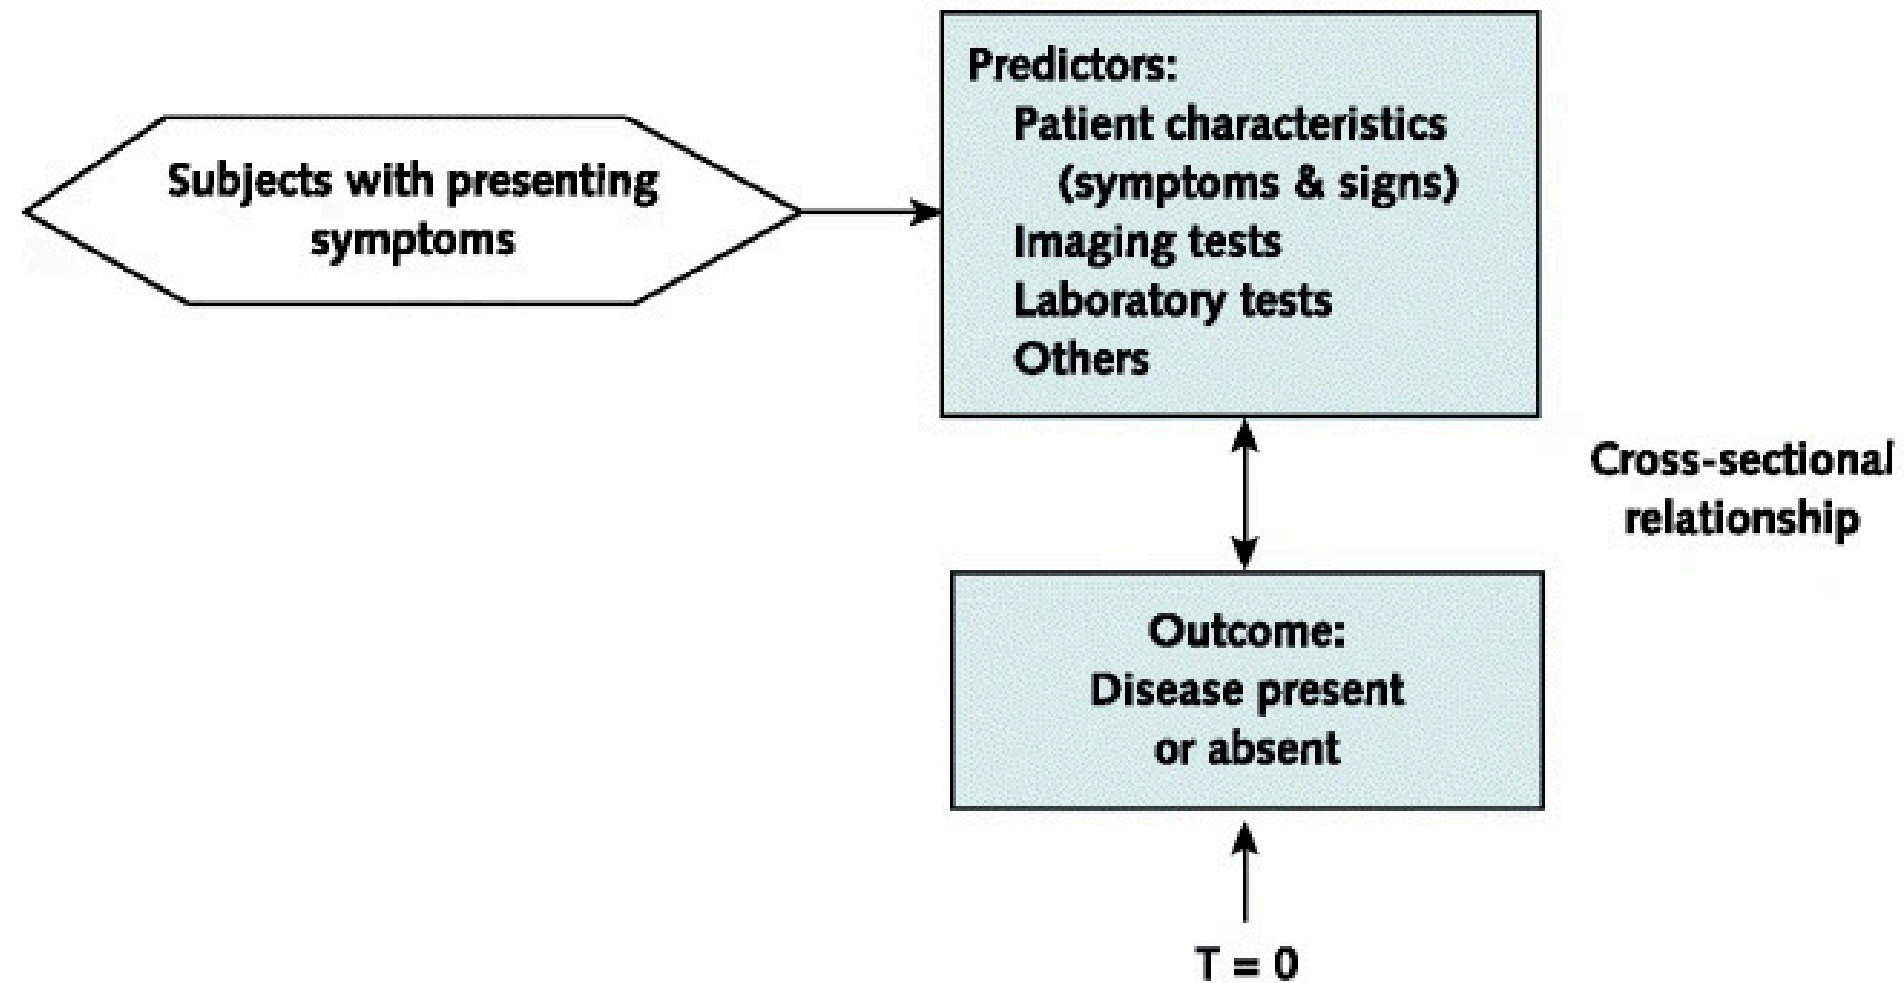 Subjects with presenting
symptoms
Predictors:
Patient characteristics
(symptoms & signs)
Imaging tests
Laboratory tests
Others
Cross-sectional
relationship
Outcome:
Disease present
or absent
T = 0